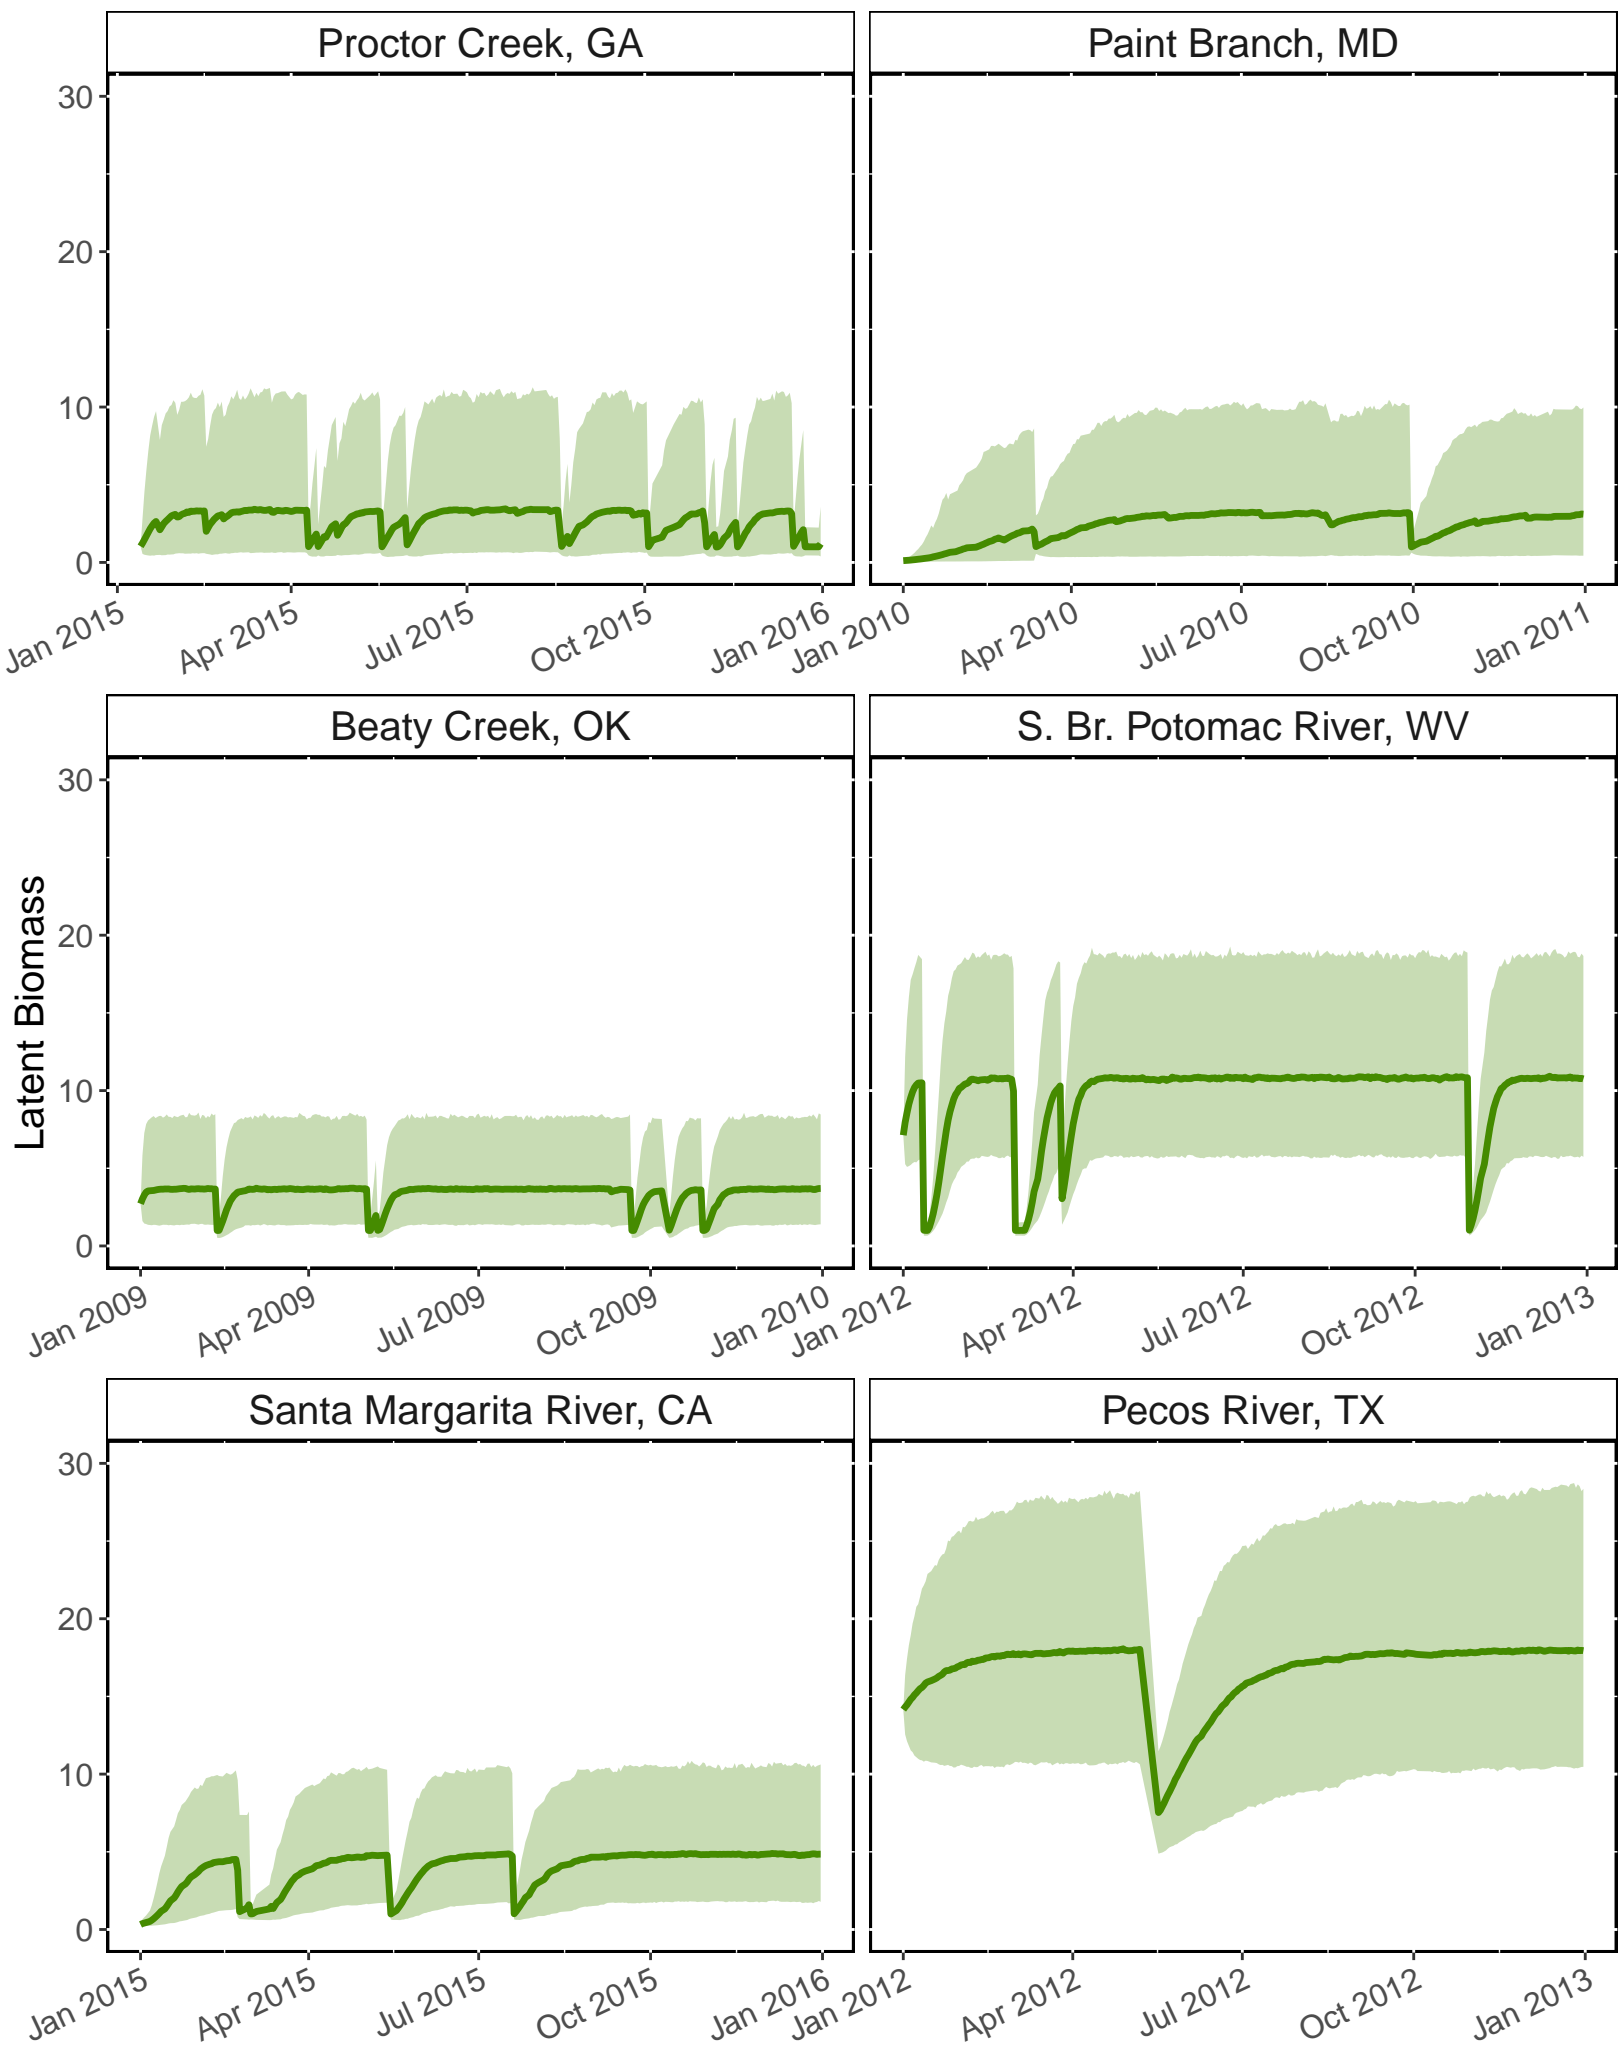 Proctor Creek, GA
Paint Branch, MD
30
20
10
0
Jan 2015
Apr 2015
Jul 2015
Oct 2015
Jan 2016
Jan 2010
Apr 2010
Jul 2010
Oct 2010
Jan 2011
Beaty Creek, OK
S. Br. Potomac River, WV
Latent Biomass
30
20
10
0
Jan 2009
Apr 2009
Jul 2009
Oct 2009
Jan 2010
Jan 2012
Apr 2012
Jul 2012
Oct 2012
Jan 2013
Santa Margarita River, CA
Pecos River, TX
30
20
10
0
Jan 2015
Apr 2015
Jul 2015
Oct 2015
Jan 2016
Jan 2012
Apr 2012
Jul 2012
Oct 2012
Jan 2013